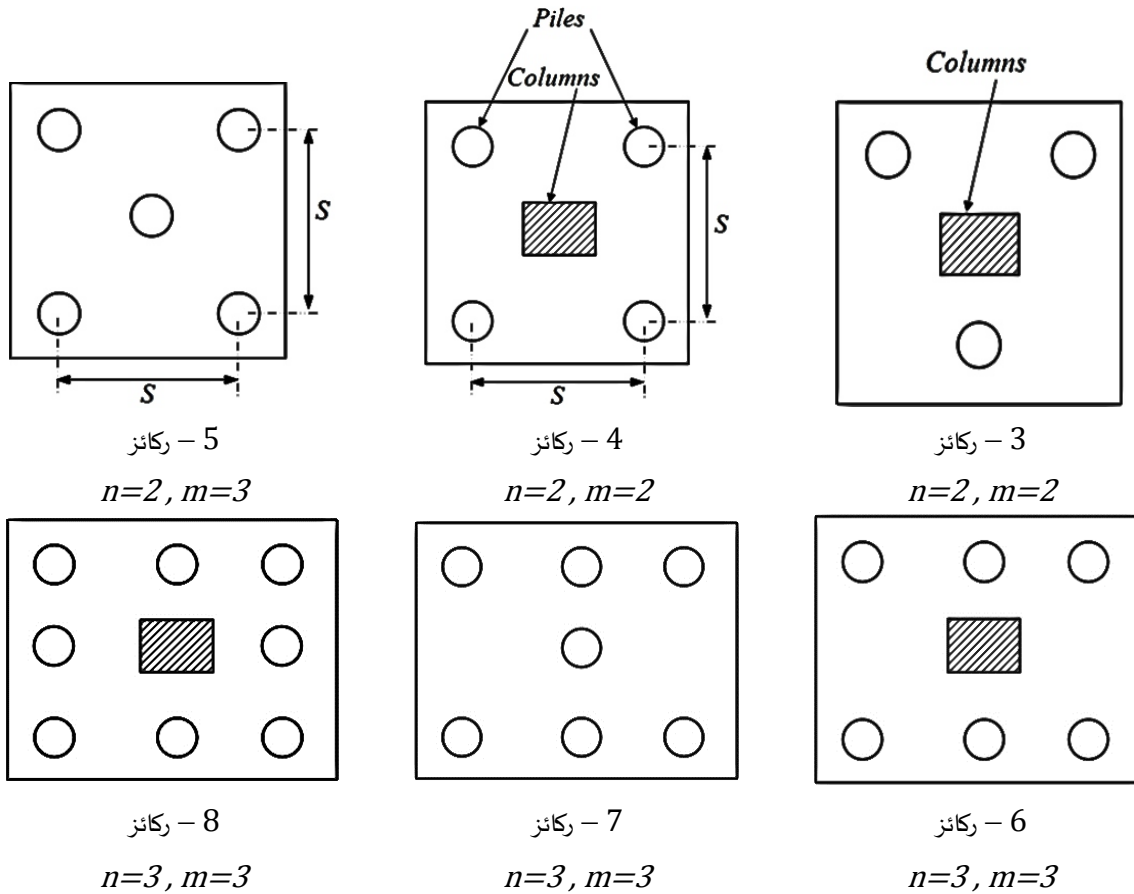 Piles
Columns
Columns
S
S
S
S
5 – ركائز
4 – ركائز
3 – ركائز
n=2 , m=3
n=2 , m=2
n=2 , m=2
8 – ركائز
7 – ركائز
6 – ركائز
n=3 , m=3
n=3 , m=3
n=3 , m=3